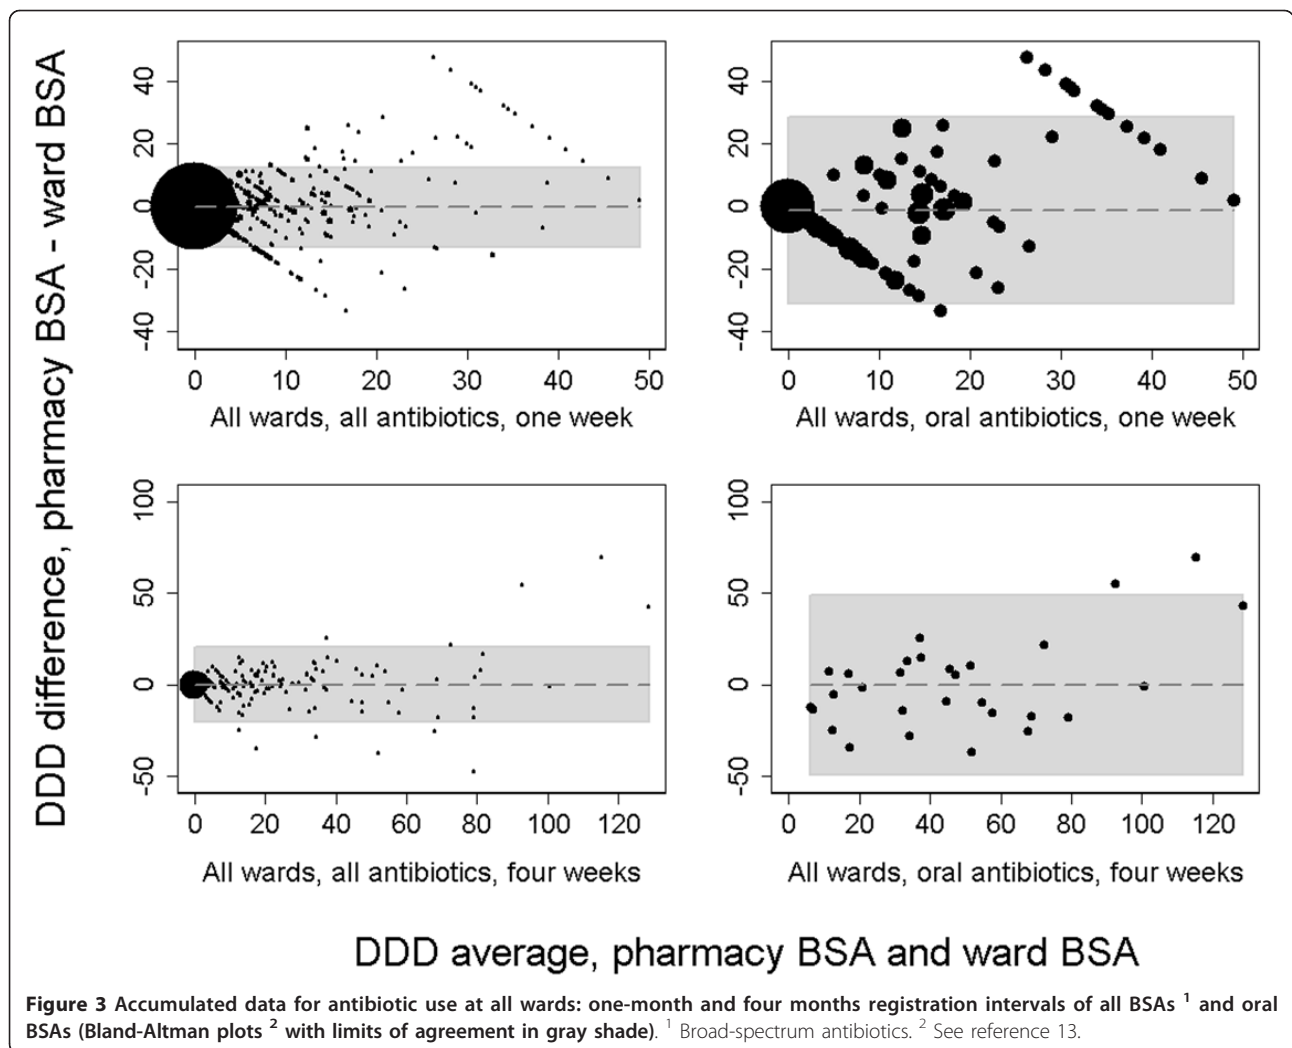 DDD difference, pharmacy BSA - ward BSA
40
20
0
-20
-40
0 10 20 30 40 50
All wards, all antibiotics, one week
40
20
0
-20
-40
0 10 20 30 40 50
All wards, oral antibiotics, one week
100
50
0
-50
0 20 40 60 80 100 120
All wards, all antibiotics, four weeks
100
50
0
-50
0 20 40 60 80 100 120
All wards, oral antibiotics, four weeks
DDD average, pharmacy BSA and ward BSA
Figure 3 Accumulated data for antibiotic use at all wards: one-month and four months registration intervals of all BSAs ¹ and oral
BSAs (Bland-Altman plots ² with limits of agreement in gray shade). ¹ Broad-spectrum antibiotics. ² See reference 13.